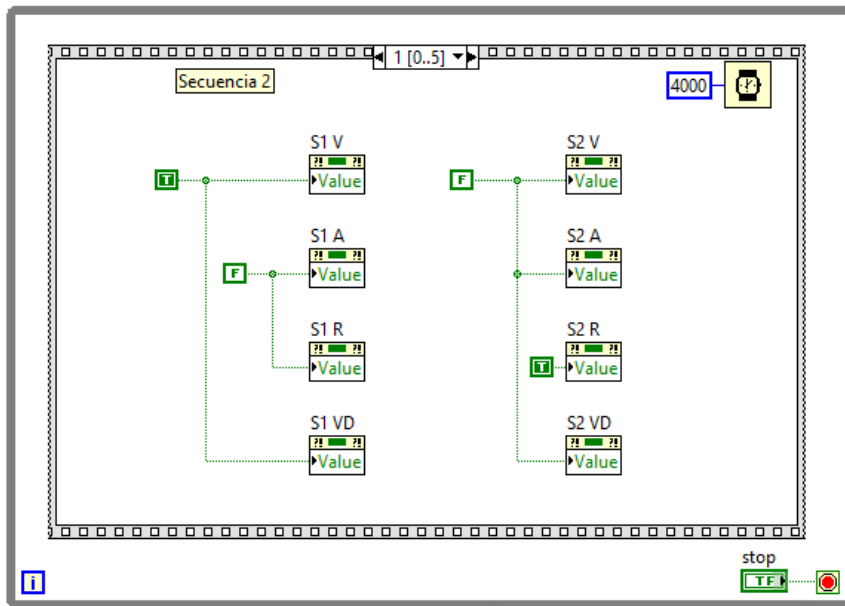 1 [0..5]
Secuencia 2
4000
S1 V
?! ?!
Value
T
S2 V
?! ?!
Value
F
S1 A
?! ?!
Value
F
S2 A
?! ?!
Value
S1 R
?! ?!
Value
S2 R
?! ?!
Value
T
S1 VD
?! ?!
Value
S2 VD
?! ?!
Value
stop
TF
i